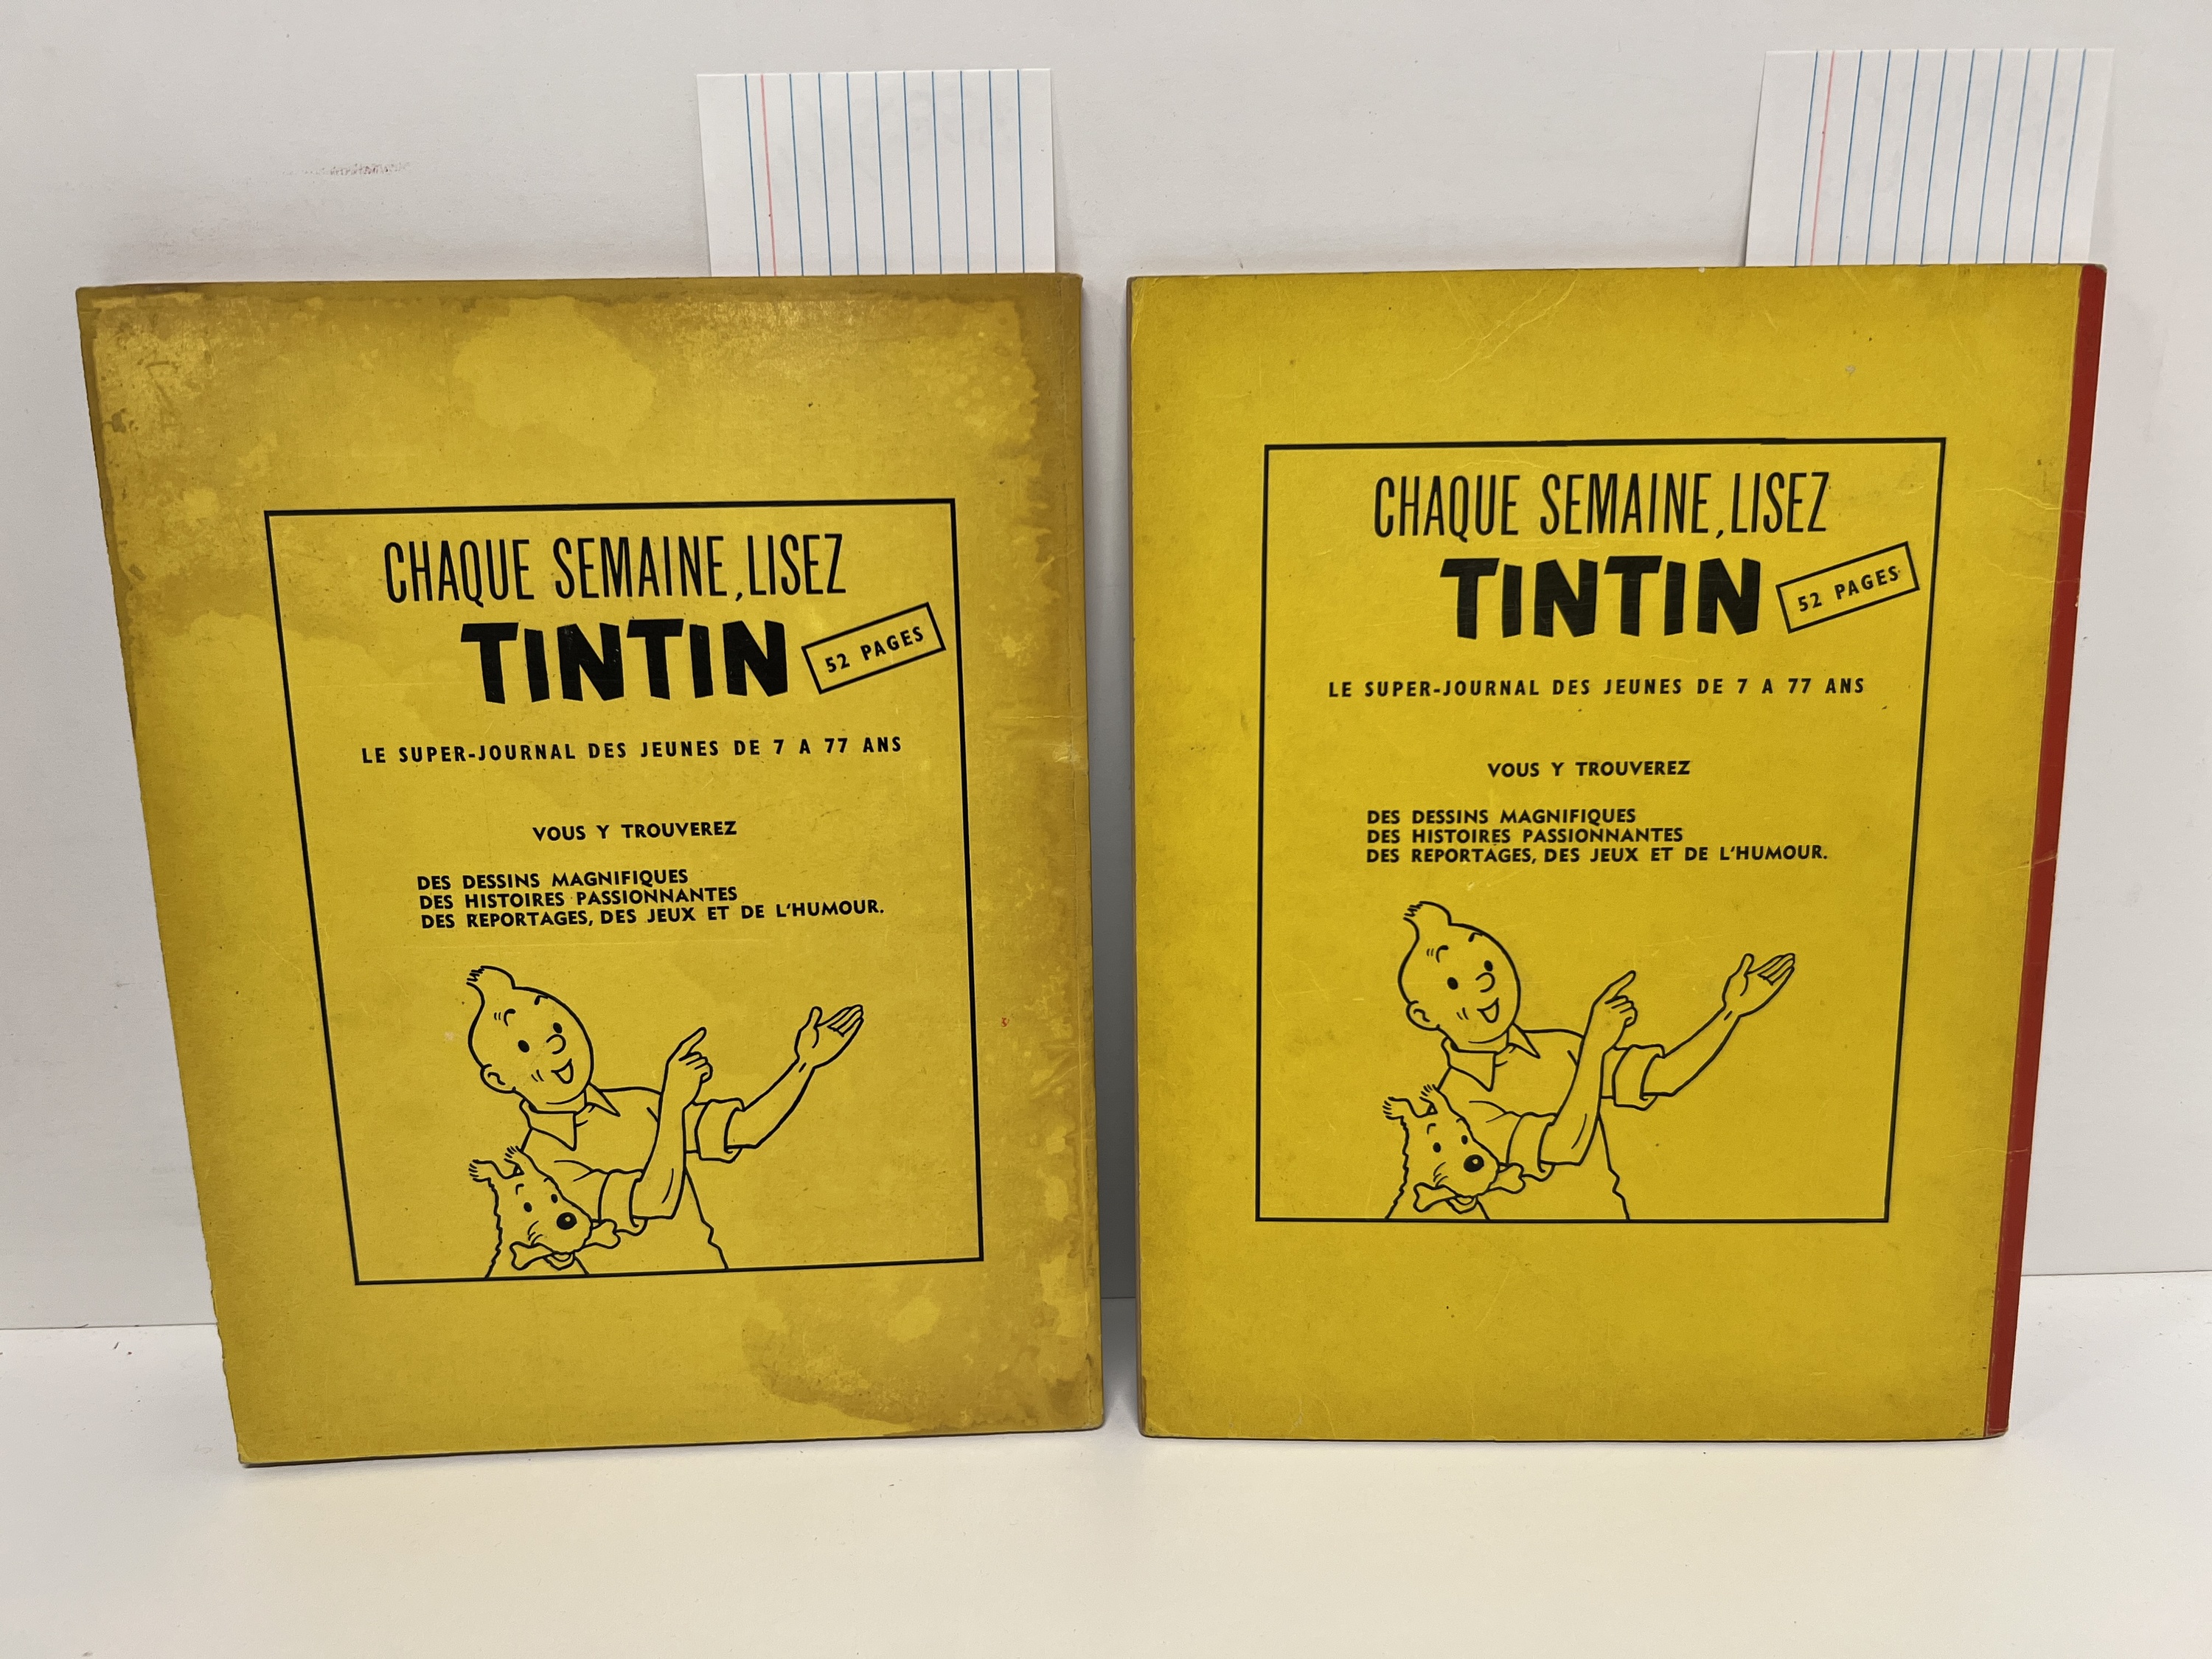 CHAQUE SEMAINE, LISEZ
TINTIN
52 PAGES
LE SUPER-JOURNAL DES JEUNES DE 7 A 77 ANS
VOUS Y TROUVEREZ
DES DESSINS MAGNIFIQUES
DES HISTOIRES PASSIONNANTES
DES REPORTAGES, DES JEUX ET DE L'HUMOUR.
CHAQUE SEMAINE, LISEZ
TINTIN
52 PAGES
LE SUPER-JOURNAL DES JEUNES DE 7 A 77 ANS
VOUS Y TROUVEREZ
DES DESSINS MAGNIFIQUES
DES HISTOIRES PASSIONNANTES
DES REPORTAGES, DES JEUX ET DE L'HUMOUR.